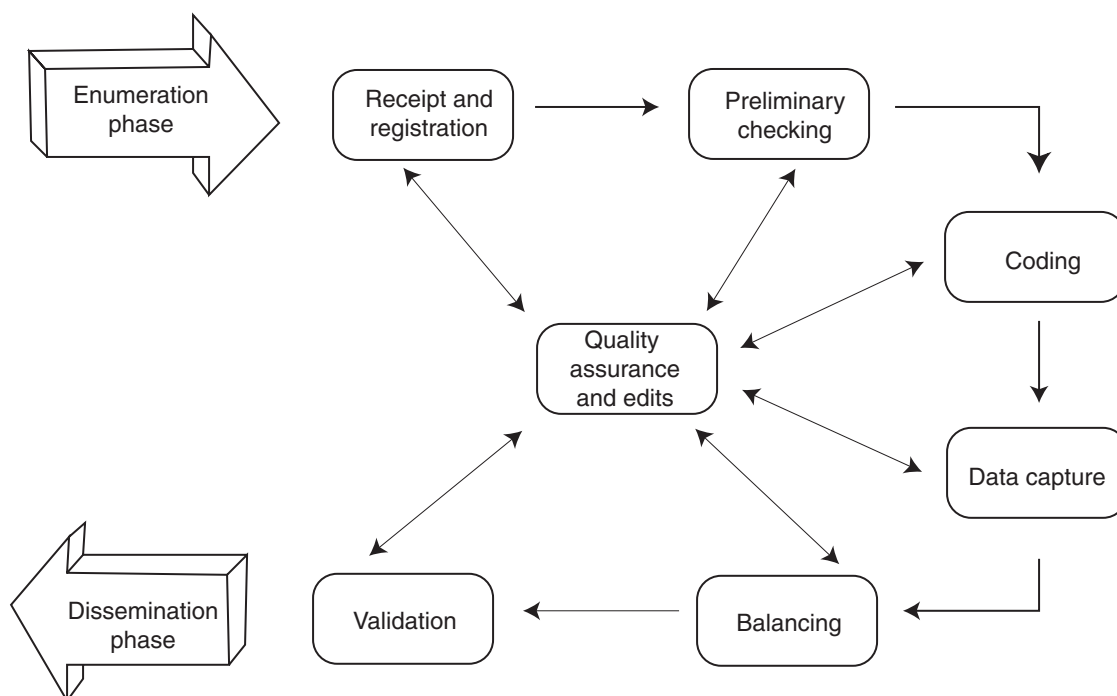 Enumeration
phase
Receipt and
registration
Preliminary
checking
Coding
Quality
assurance
and edits
Data capture
Dissemination
phase
Validation
Balancing